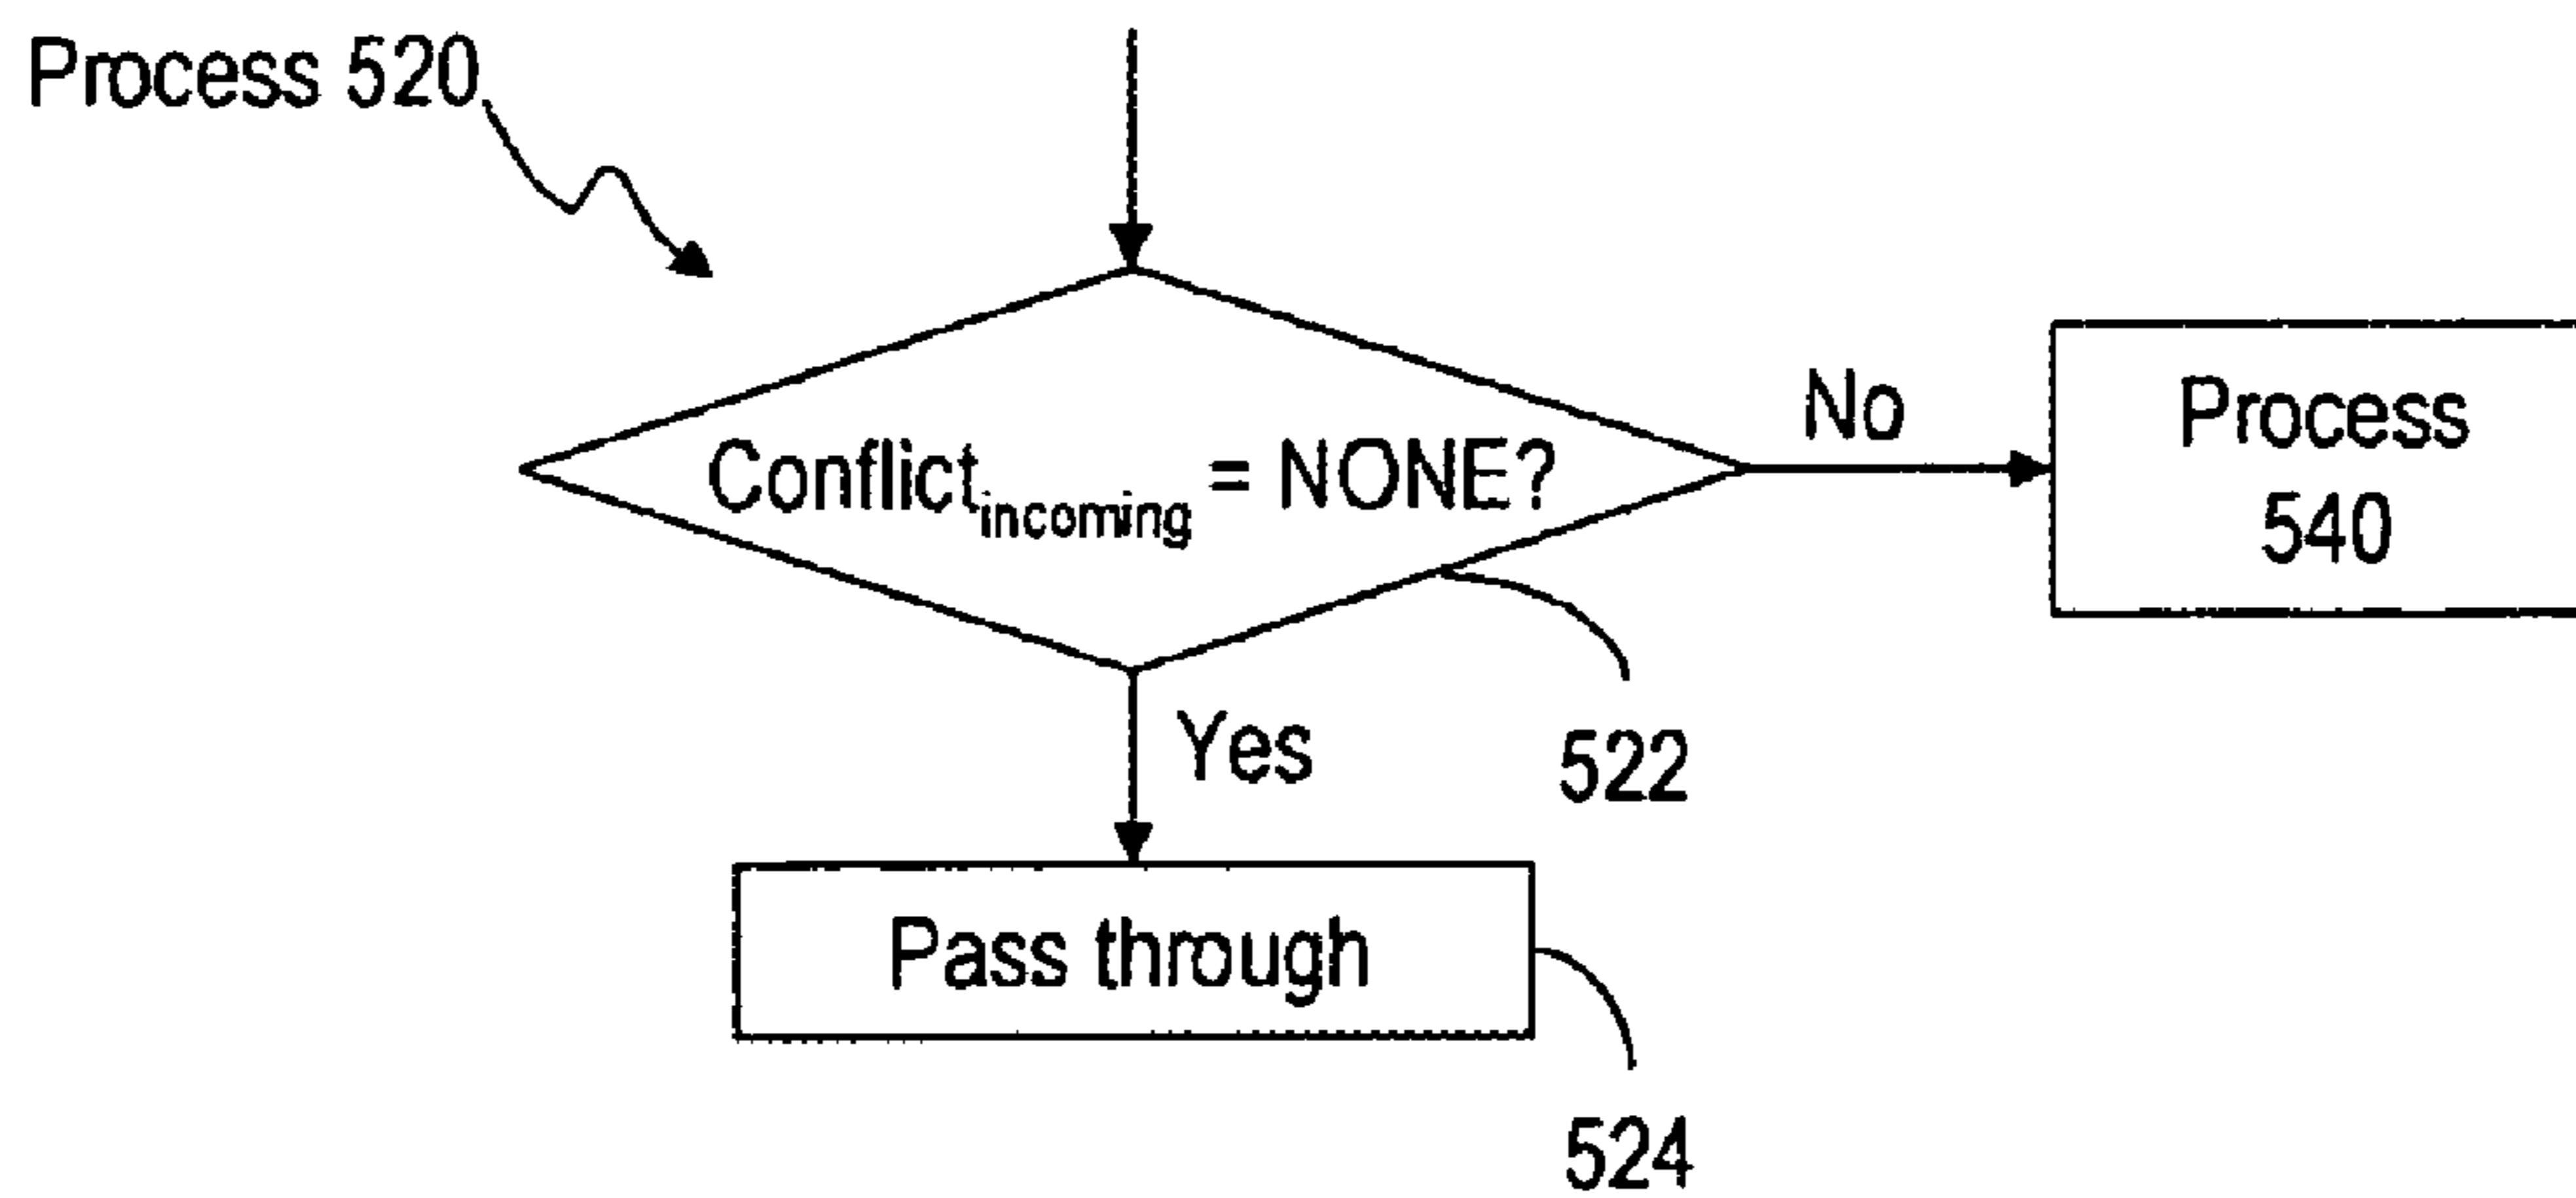 Process 520
Conflictincoming = NONE?
No
Process
540
Yes
522
Pass through
524